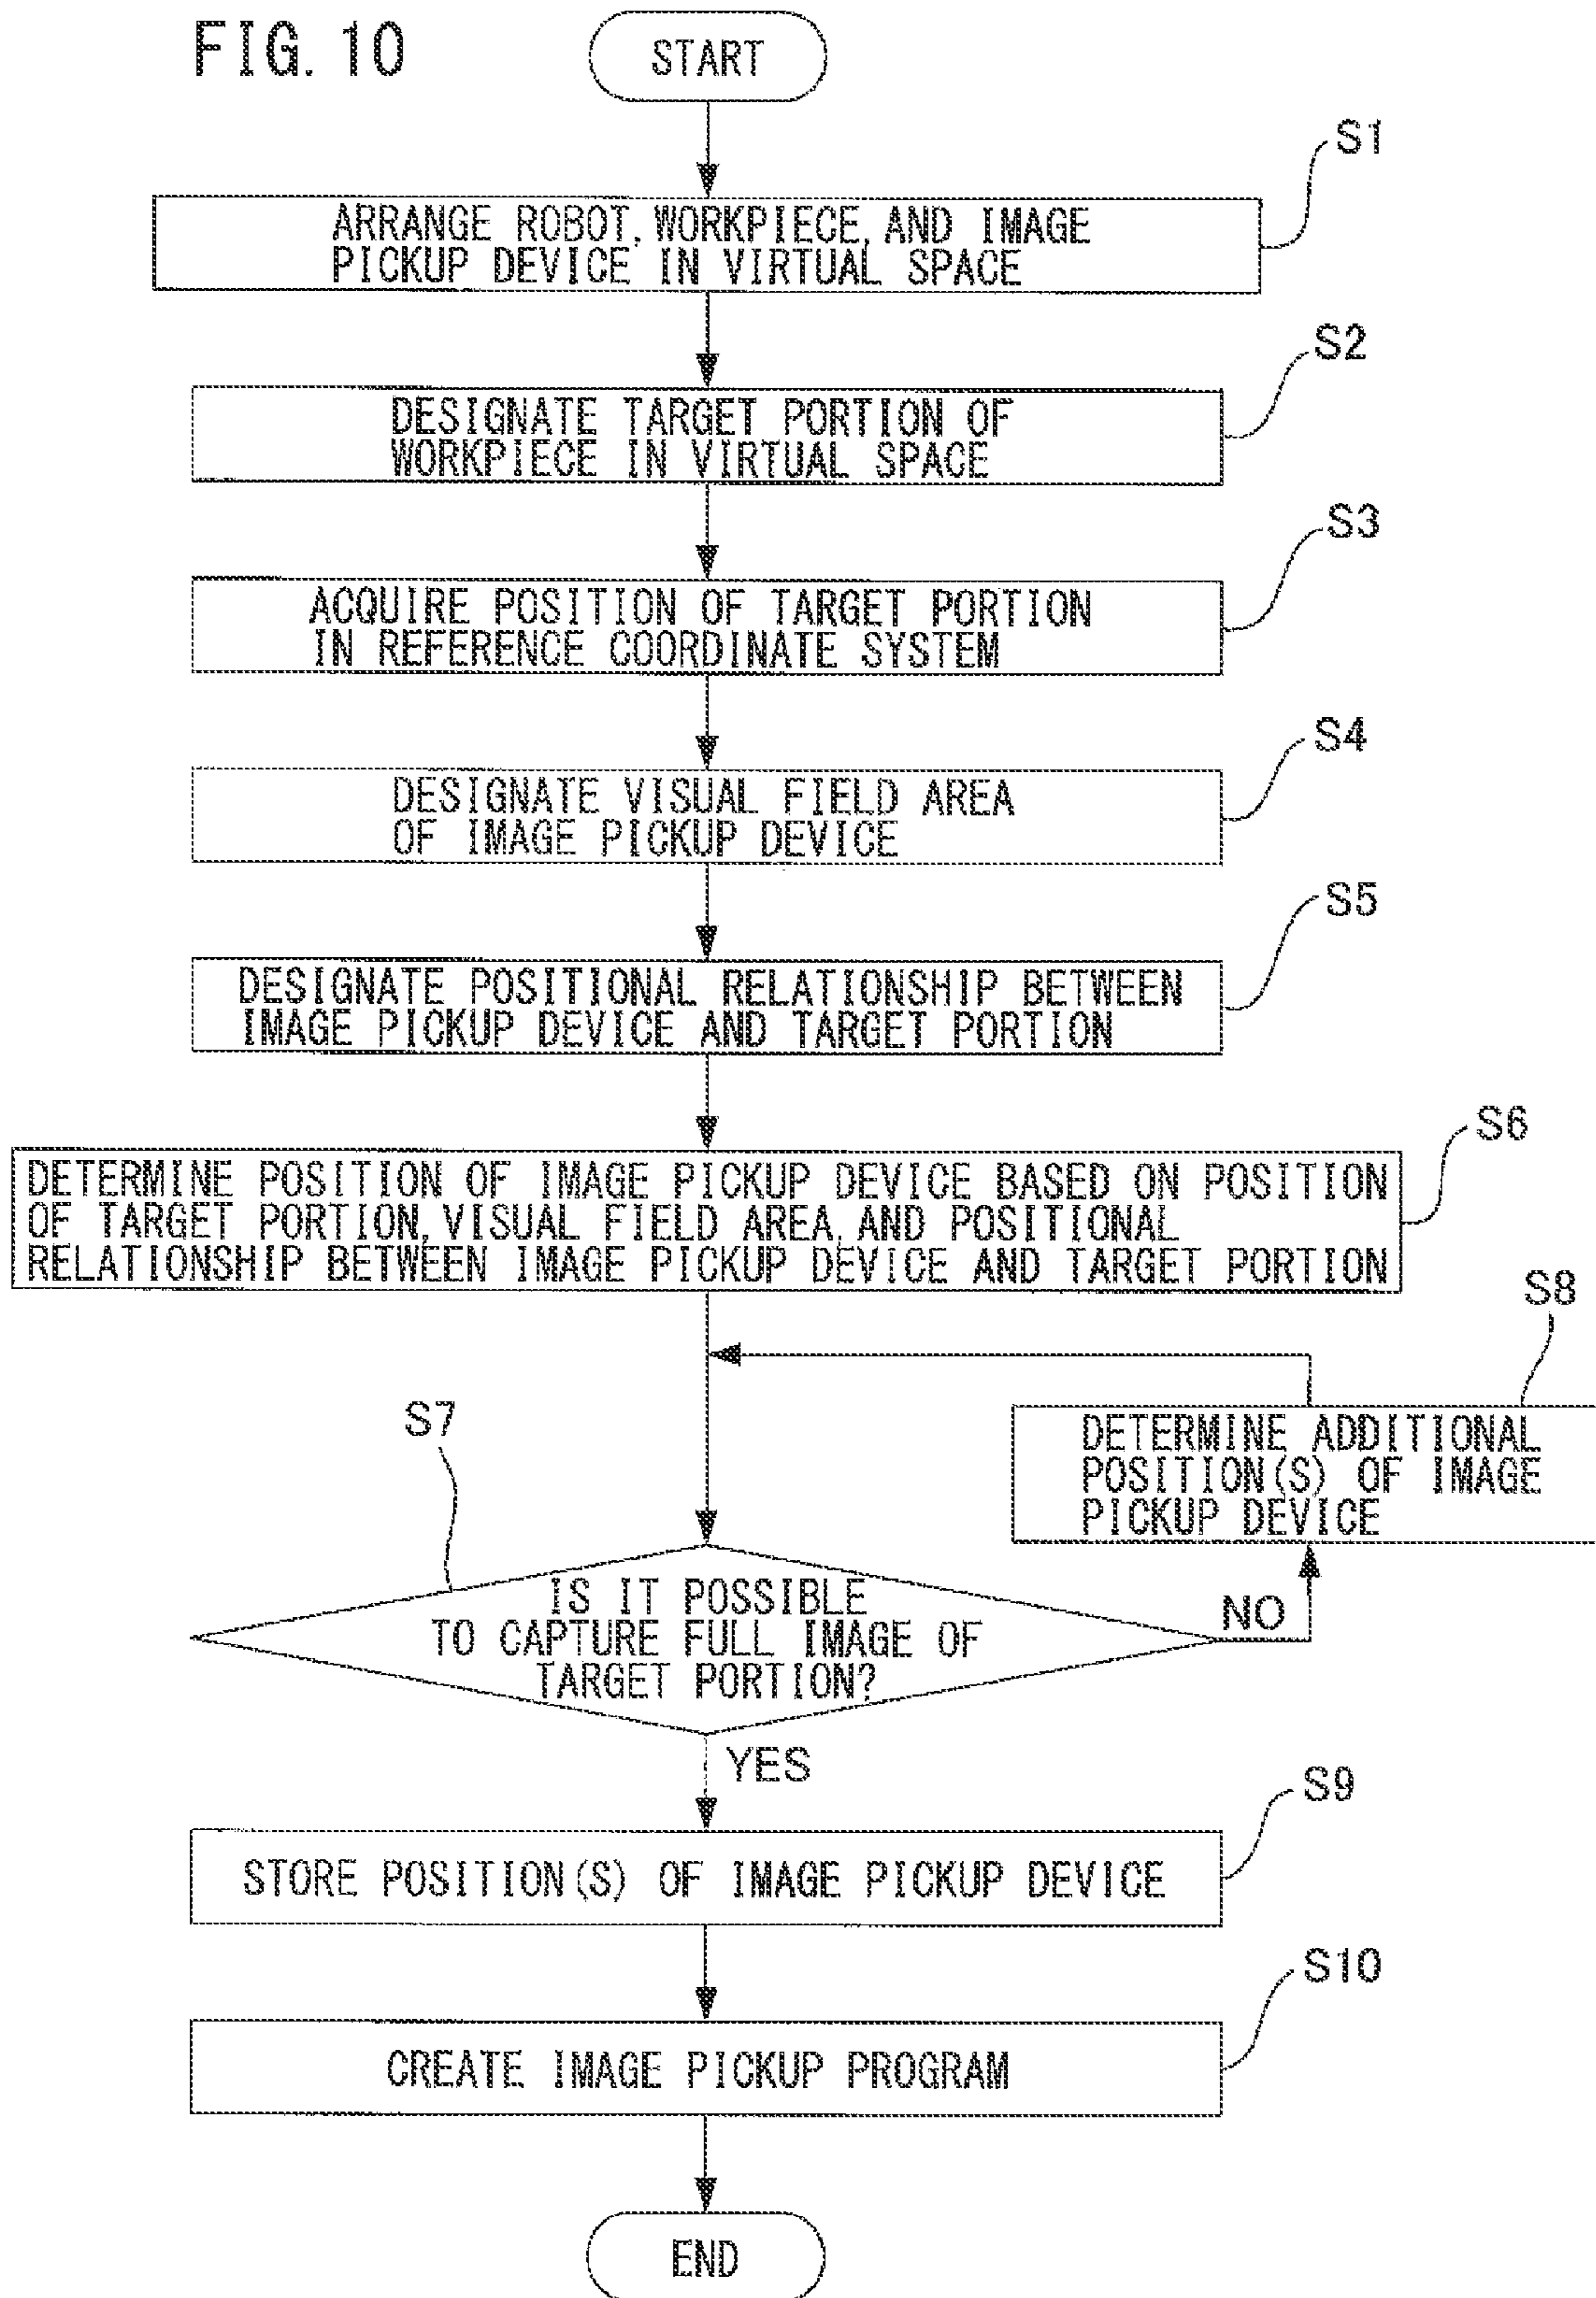 FIG. 10
START
S1
ARRANGE ROBOT, WORKPIECE, AND IMAGE
PICKUP DEVICE IN VIRTUAL SPACE
S2
DESIGNATE TARGET PORTION OF
WORKPIECE IN VIRTUAL SPACE
S3
ACQUIRE POSITION OF TARGET PORTION
IN REFERENCE COORDINATE SYSTEM
S4
DESIGNATE VISUAL FIELD AREA
OF IMAGE PICKUP DEVICE
S5
DESIGNATE POSITIONAL RELATIONSHIP BETWEEN
IMAGE PICKUP DEVICE AND TARGET PORTION
S6
DETERMINE POSITION OF IMAGE PICKUP DEVICE BASED ON POSITION
OF TARGET PORTION, VISUAL FIELD AREA, AND POSITIONAL
RELATIONSHIP BETWEEN IMAGE PICKUP DEVICE AND TARGET PORTION
S8
DETERMINE ADDITIONAL
POSITION(S) OF IMAGE
PICKUP DEVICE
S7
IS IT POSSIBLE
TO CAPTURE FULL IMAGE OF
TARGET PORTION?
NO
YES
S9
STORE POSITION(S) OF IMAGE PICKUP DEVICE
S10
CREATE IMAGE PICKUP PROGRAM
END